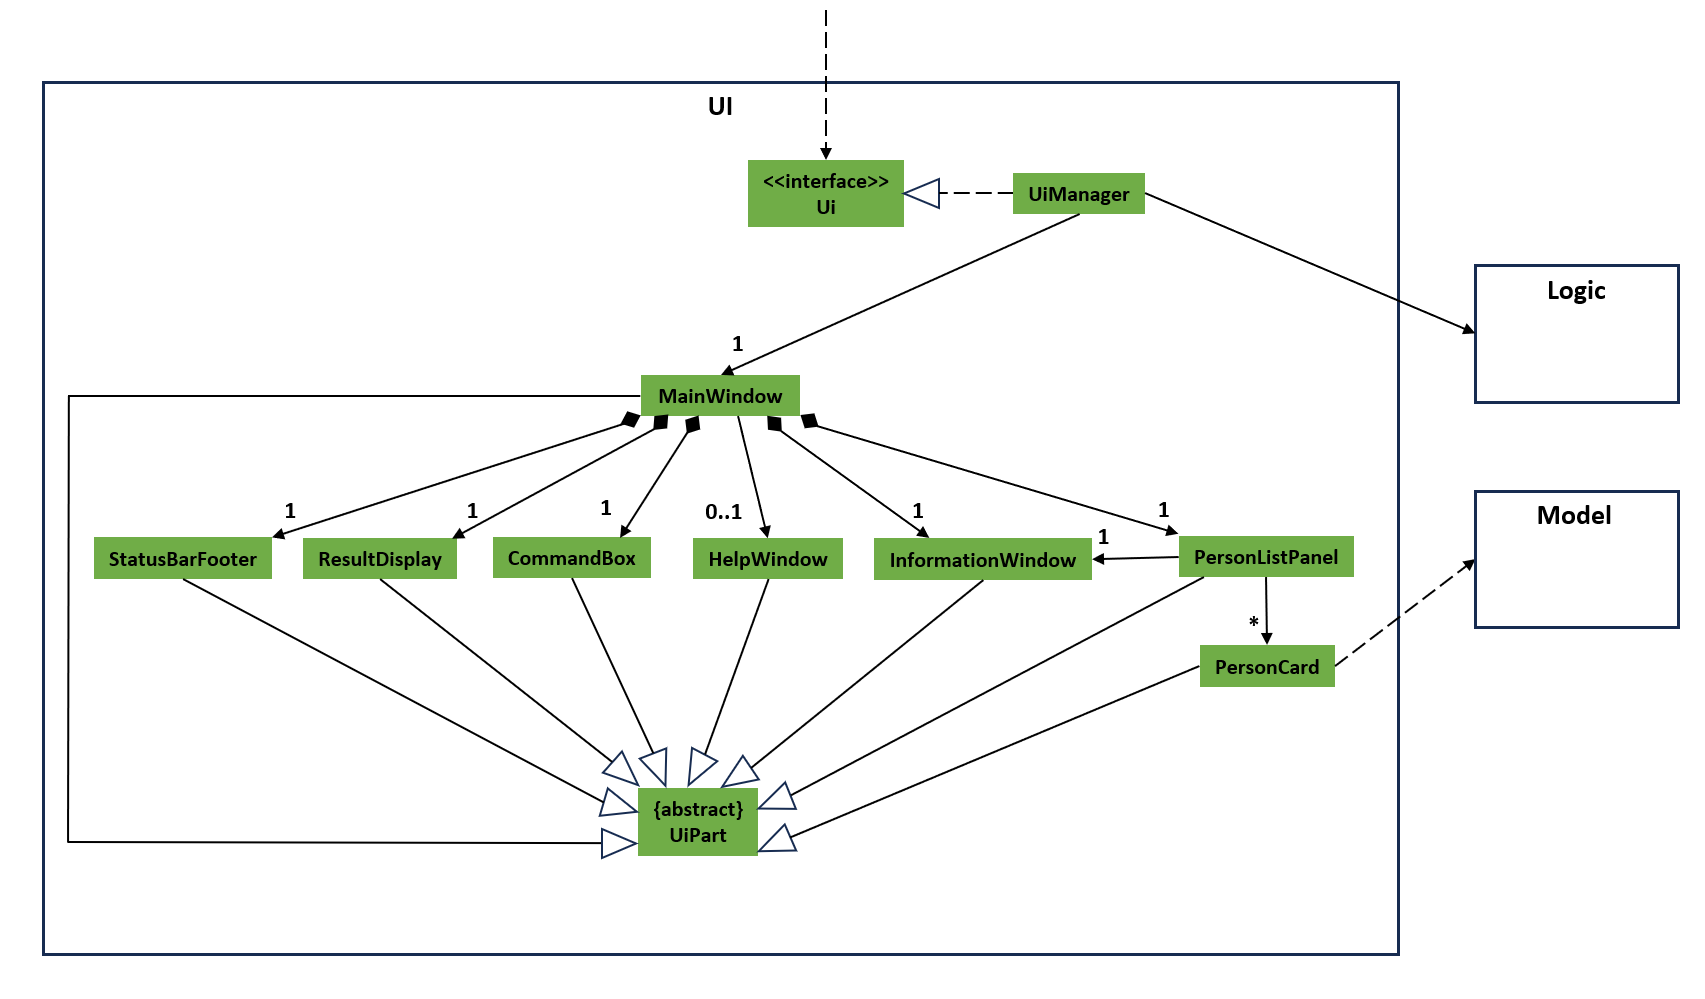 UI
<<interface>>
Ui
UiManager
Logic
1
MainWindow
1
1
1
0..1
1
1
Model
StatusBarFooter
ResultDisplay
CommandBox
HelpWindow
InformationWindow
1
PersonListPanel
*
PersonCard
{abstract}
UiPart